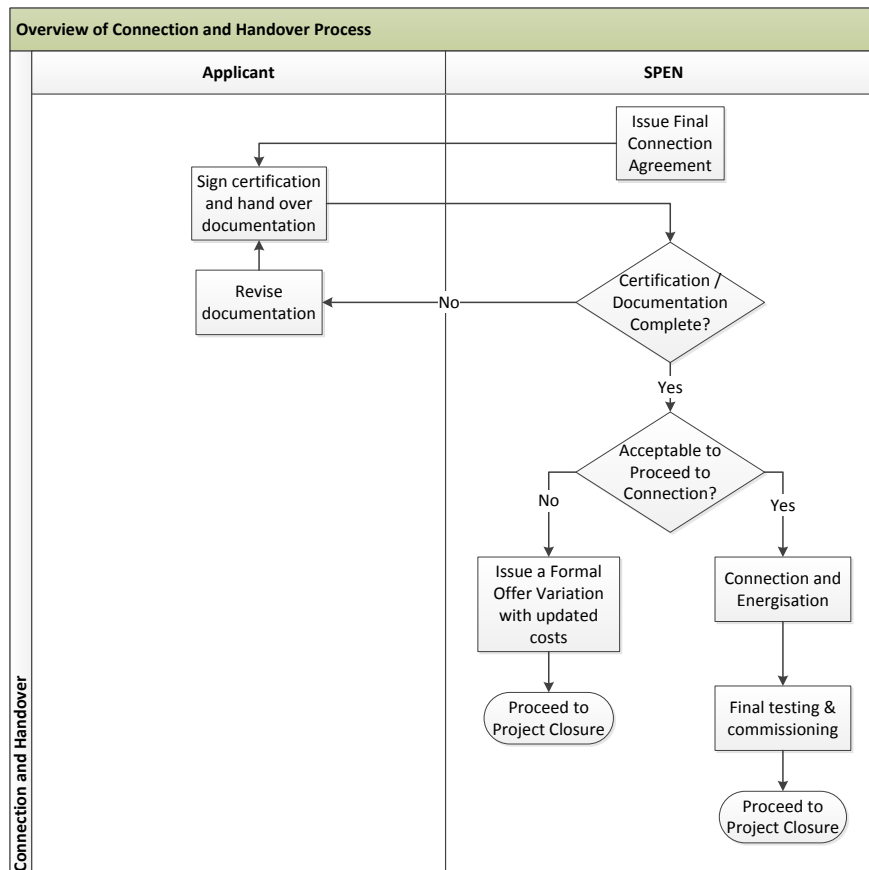 Overview of Connection and Handover Process
Applicant
SPEN
Issue Final
Connection
Agreement
Sign certification
and hand over
documentation
Certification /
Documentation
Complete?
Revise
documentation
No
Yes
Acceptable to
Proceed to
Connection?
No
Yes
Issue a Formal
Offer Variation
with updated
costs
Connection and
Energisation
Proceed to
Project Closure
Final testing &
commissioning
Proceed to
Project Closure
Connection and Handover